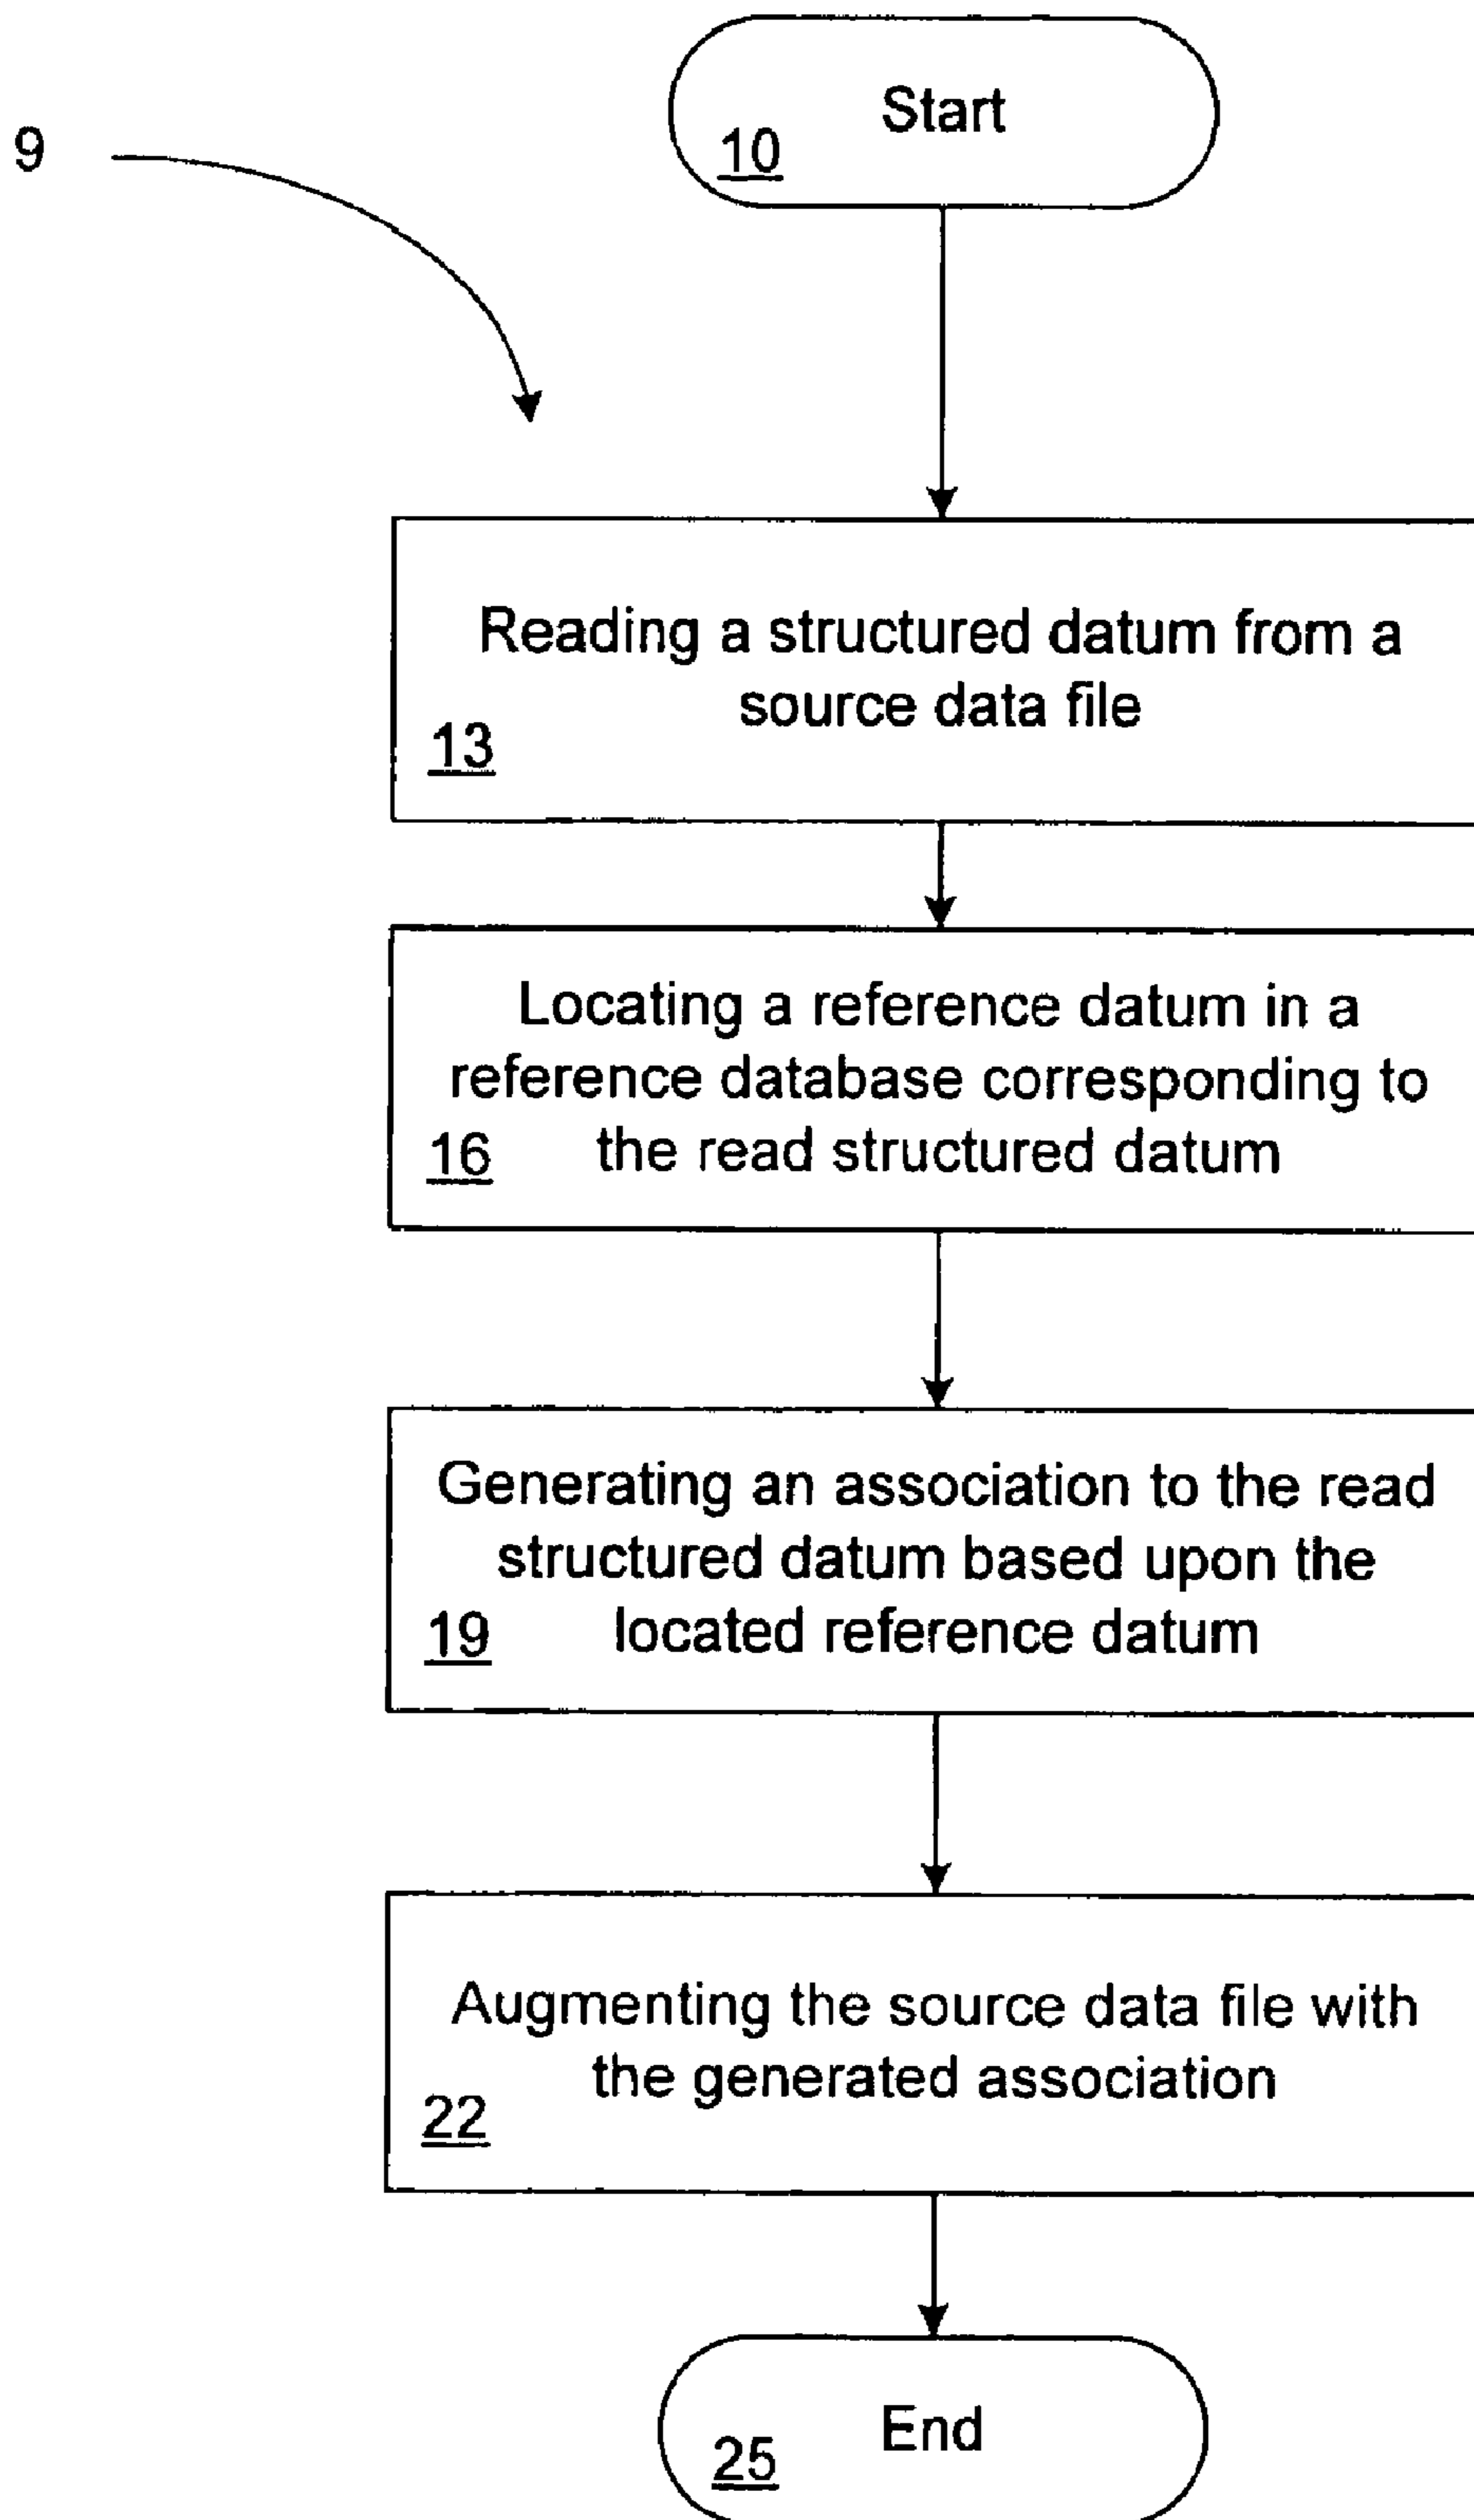 9
Start
10
Reading a structured datum from a
source data file
13
Locating a reference datum in a
reference database corresponding to
the read structured datum
16
Generating an association to the read
structured datum based upon the
located reference datum
19
Augmenting the source data file with
the generated association
22
End
25